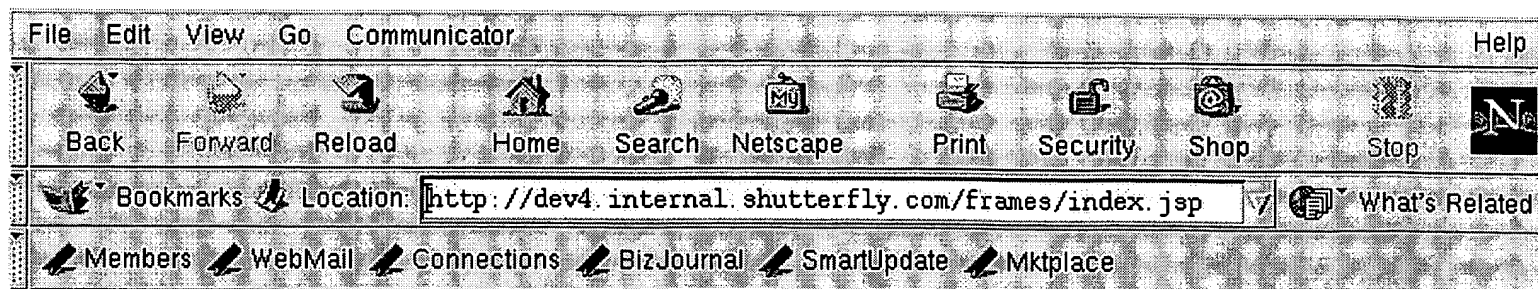 File Edit View Go Communicator Help
My
N
Back Forward Reload Home Search Netscape Print Security Shop Stop
Bookmarks Location: http://dev4.internal.shutterfly.com/frames/index.jsp What's Related
Members WebMail Connections BizJournal SmartUpdate Mktplace